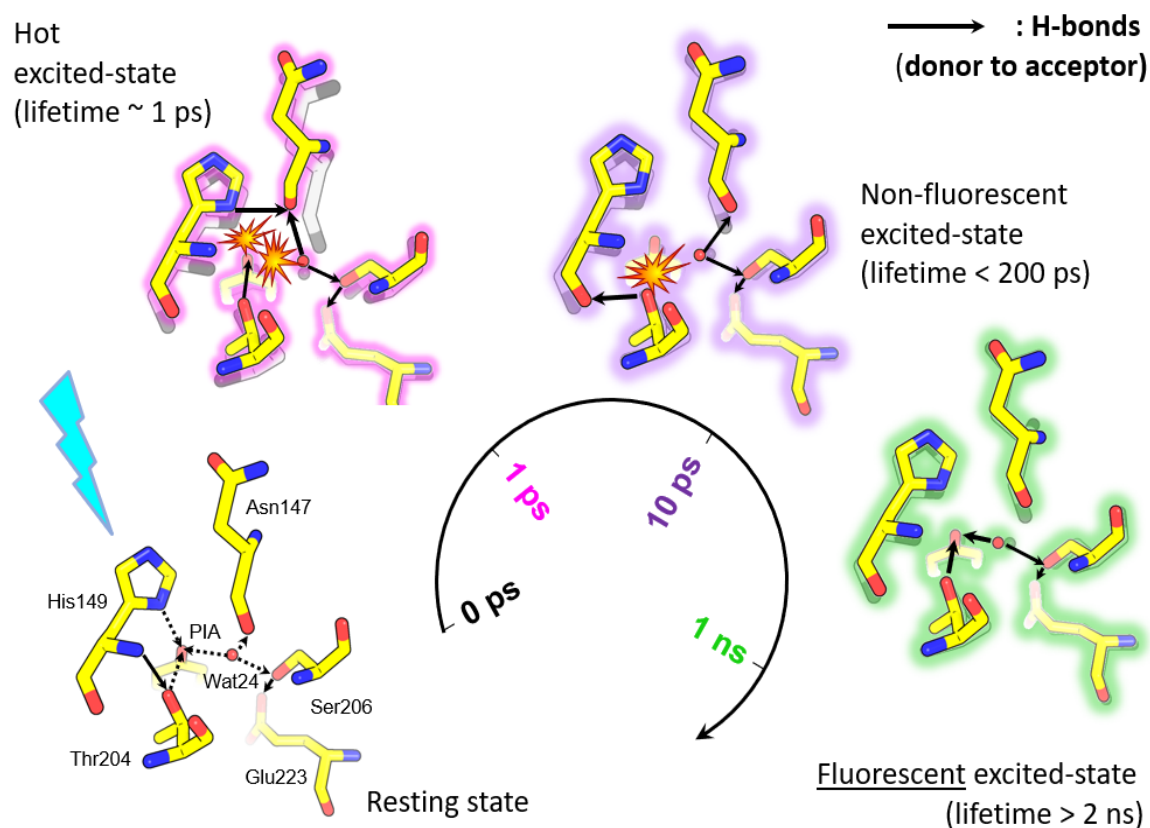 Hot
excited-state
(lifetime ~ 1 ps)
: H-bonds
(donor to acceptor)
Non-fluorescent
excited-state
(lifetime < 200 ps)
1 ps
10 ps
0 ps
1 ns
Asn147
His149
PIA
Wat24
Ser206
Thr204
Glu223
Resting state
Fluorescent excited-state
(lifetime > 2 ns)